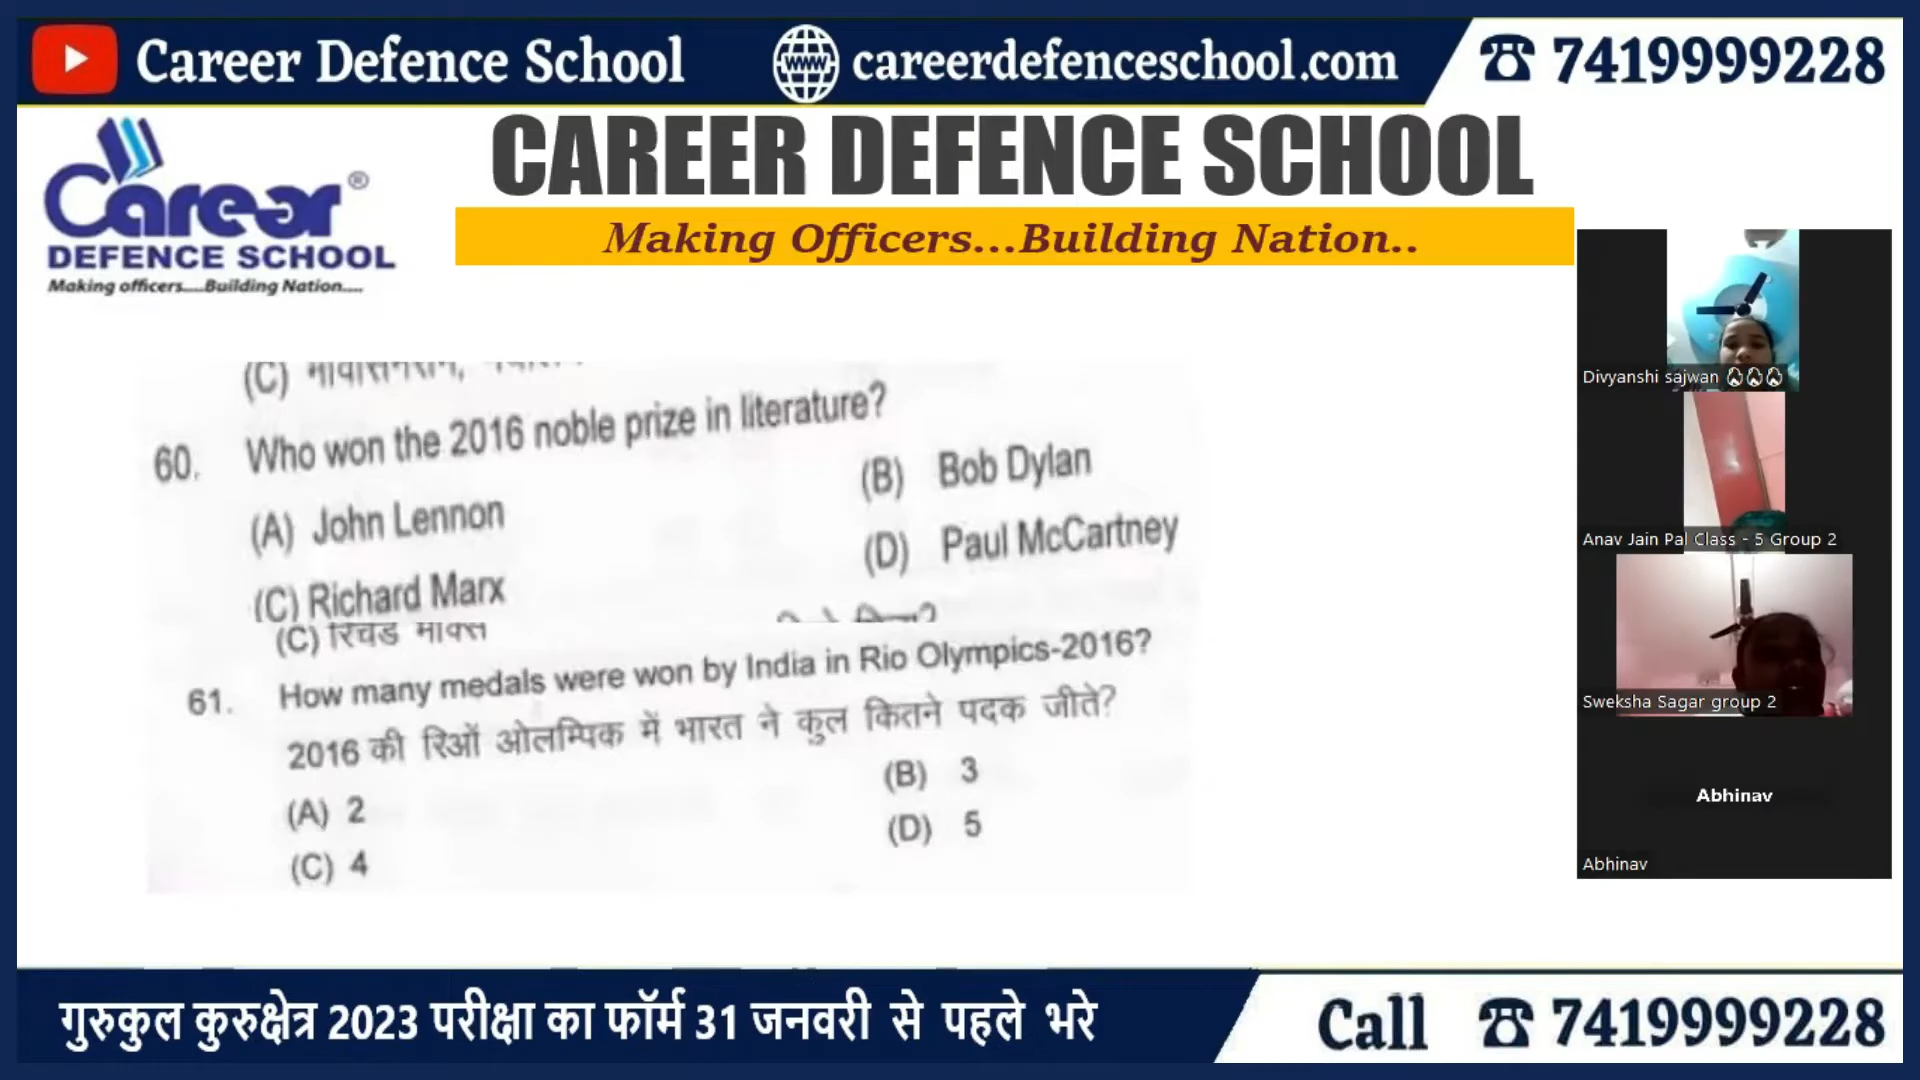 Career Defence School
careerdefenceschool.com
7419999228
CAREER DEFENCE SCHOOL
Making Officers...Building Nation..
Career®
DEFENCE SCHOOL
Making officers....Building Nation....
(C)
60. Who won the 2016 noble prize in literature?
(A) John Lennon
(B) Bob Dylan
(C) Richard Marx
(D) Paul McCartney
(C) रिचर्ड मार्क्स
61. How many medals were won by India in Rio Olympics-2016?
2016 की रिओं ओलम्पिक में भारत ने कुल कितने पदक जीते?
(A) 2
(B) 3
(C) 4
(D) 5
Divyanshi sajwan
Anav Jain Pal Class - 5 Group 2
Sweksha Sagar group 2
Abhinav
Abhinav
गुरुकुल कुरुक्षेत्र 2023 परीक्षा का फॉर्म 31 जनवरी से पहले भरे
Call 7419999228